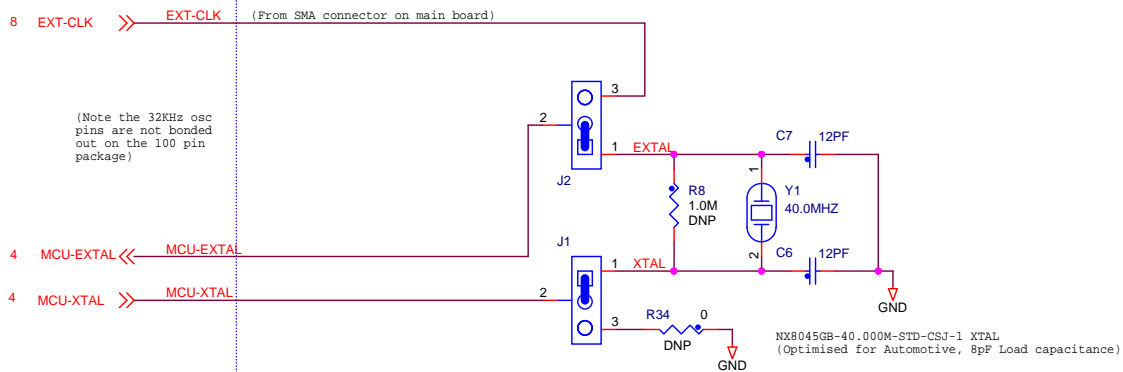 8 EXT-CLK EXT-CLK (From SMA connector on main board)
3
(Note the 32KHz osc
pins are not bonded
out on the 100 pin
package)
2
1 EXTAL
C7 12PF
J2
R8
1.0M
DNP
1
Y1
40.0MHZ
2
J1
4 MCU-EXTAL MCU-EXTAL
1 XTAL
C6 12PF
4 MCU-XTAL MCU-XTAL
2
3
R34 0
DNP
GND
GND
NX8045GB-40.000M-STD-CSJ-1 XTAL
(Optimised for Automotive, 8pF Load capacitance)